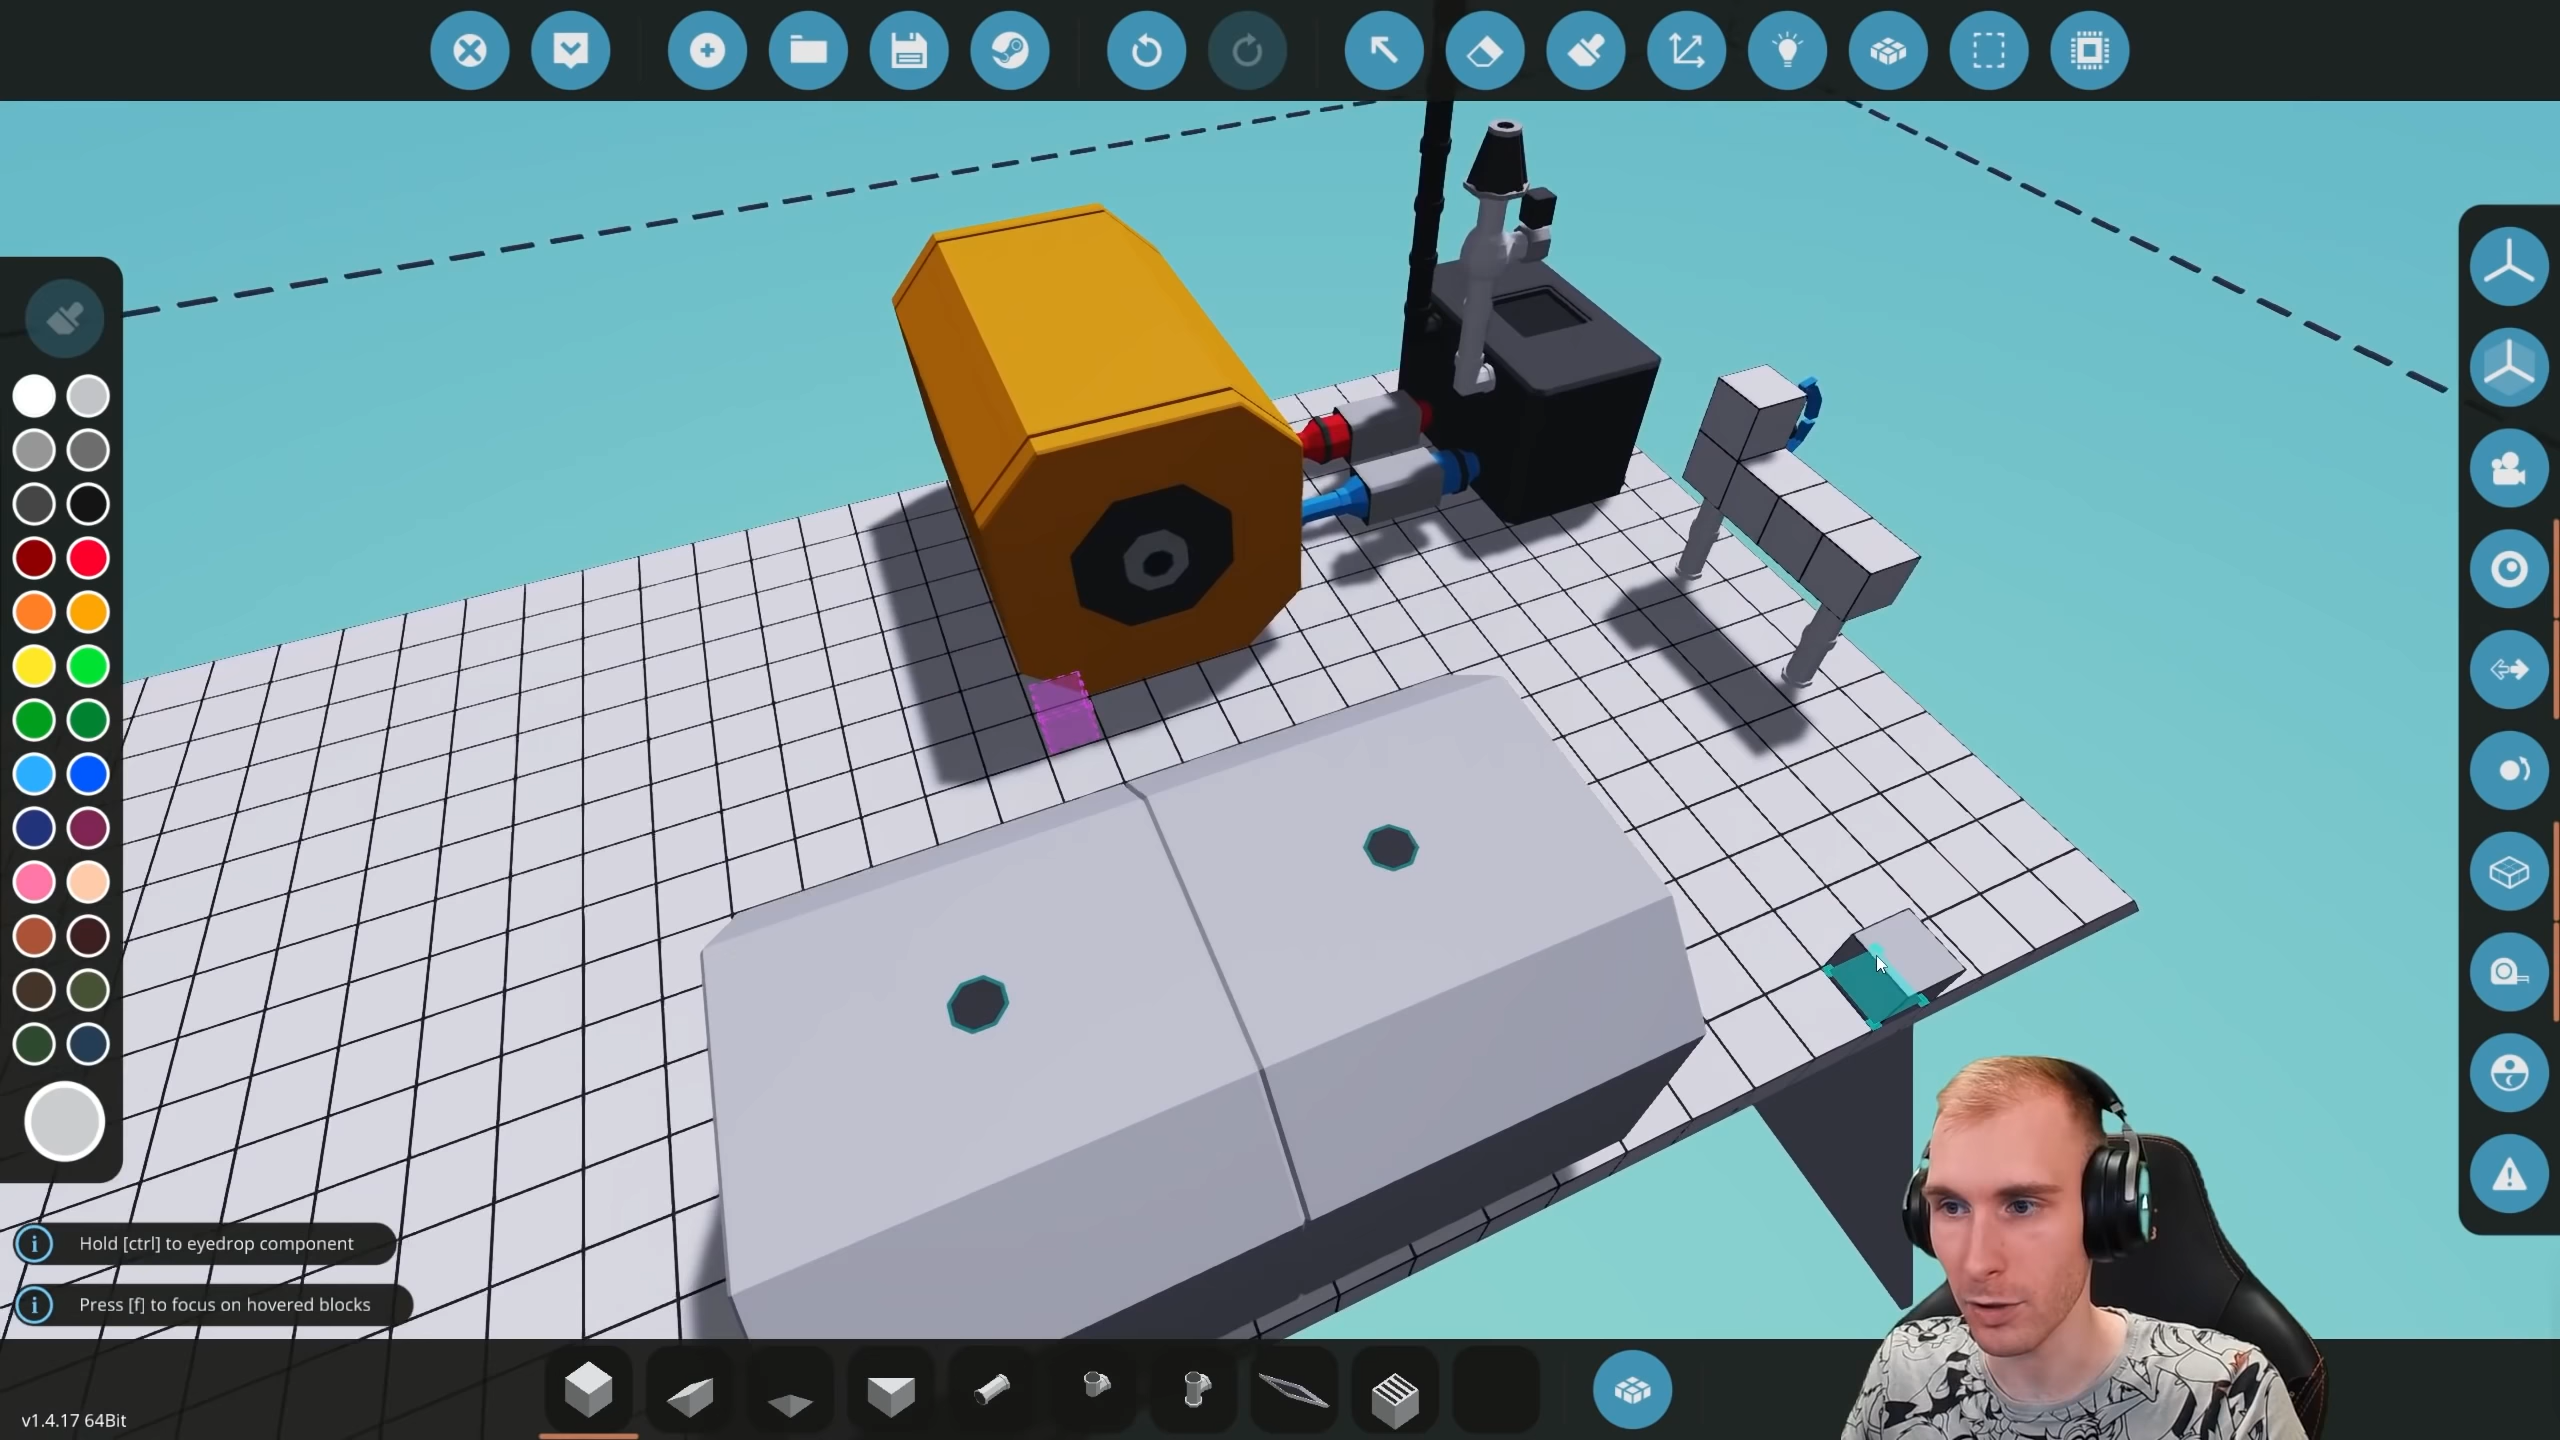 Hold [ctrl] to eyedrop component
Press [f] to focus on hovered blocks
v1.4.17 64Bit